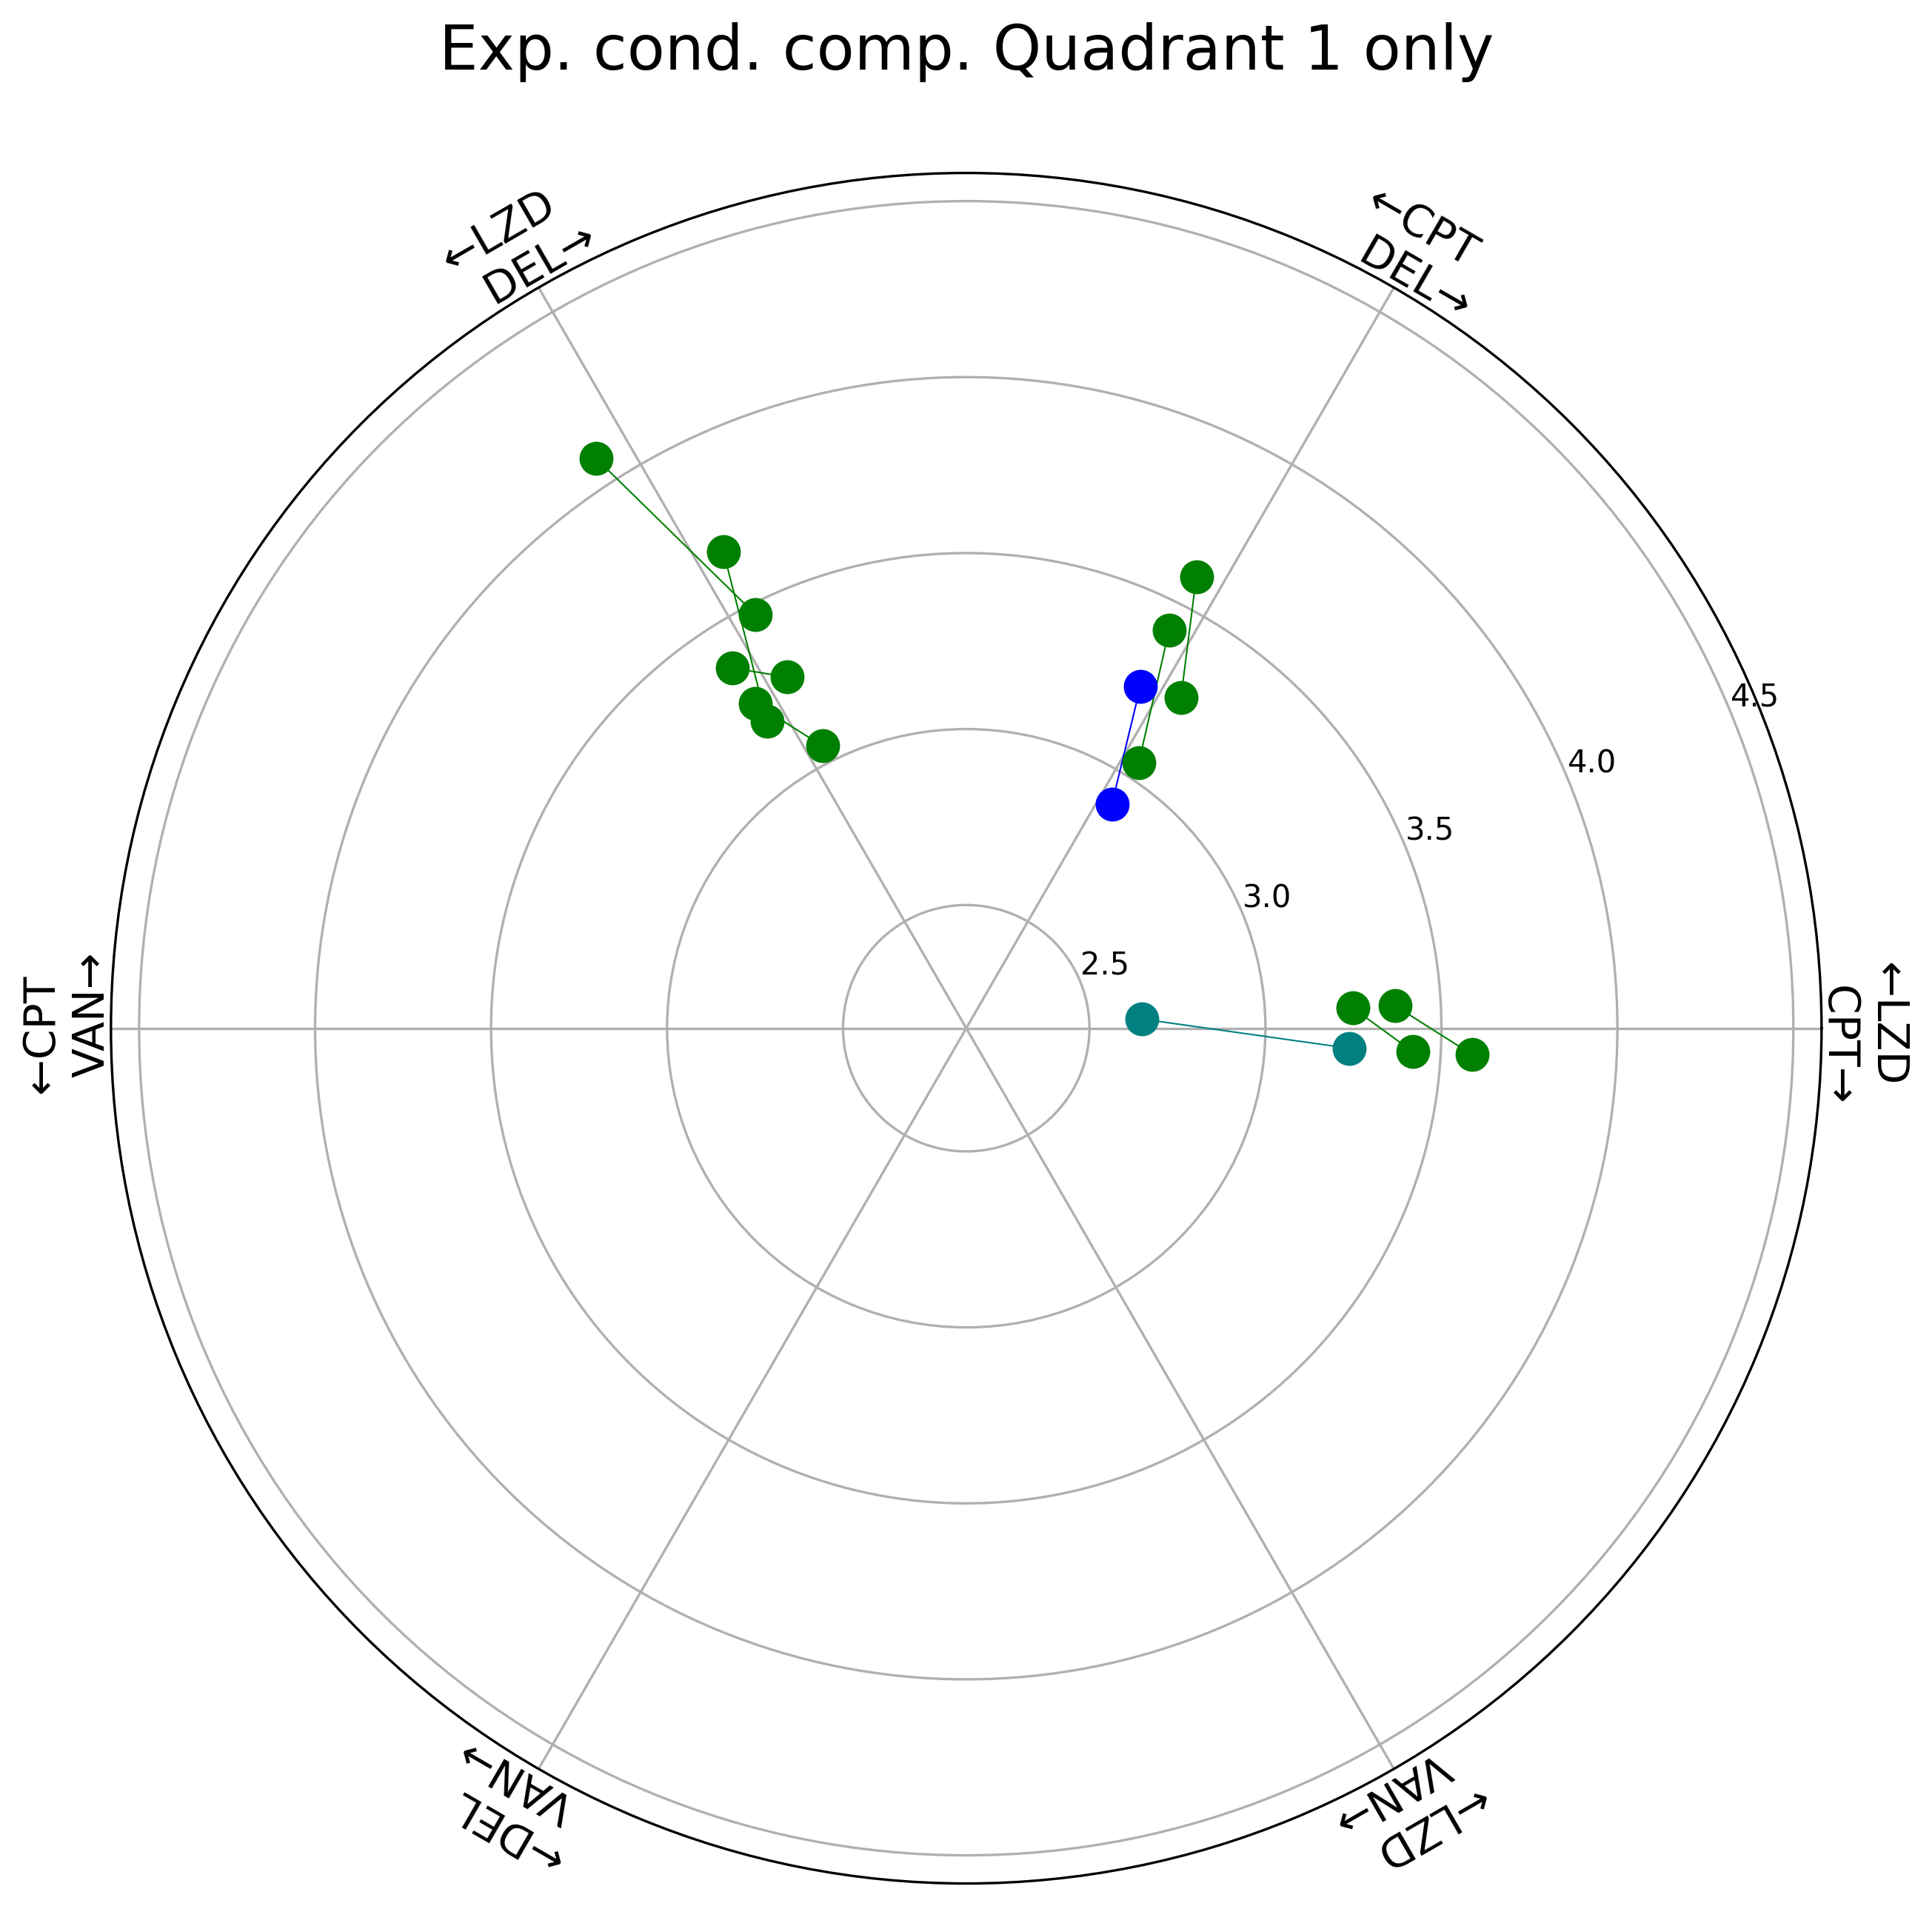 Exp. cond. comp. Quadrant 1 only
←LZD
DEL→
←CPT
DEL→
4.5
4.0
3.5
3.0
2.5
←CPT
VAN→
←LZD
CPT→
VAN→
←DEL
VAN→
←LZD